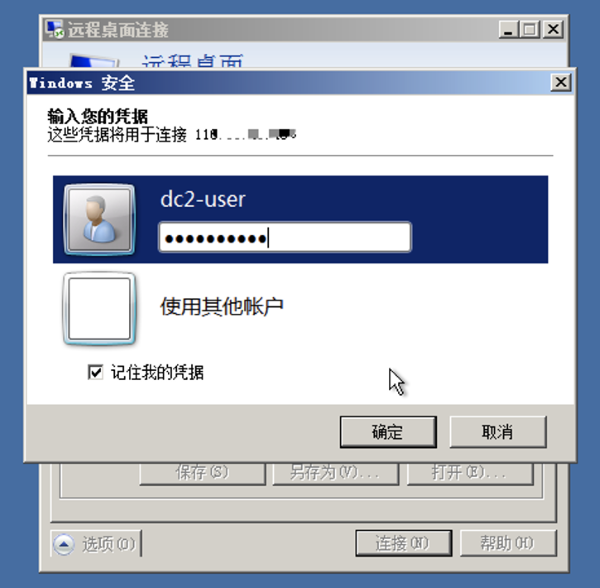 远程桌面连接
远程桌面
Windows 安全
输入您的凭据
这些凭据将用于连接
dc2-user
使用其他帐户
记住我的凭据
确定 取消
保存(S) 另存为(V)... 打开(E)...
选项(O) 连接(N) 帮助(H)